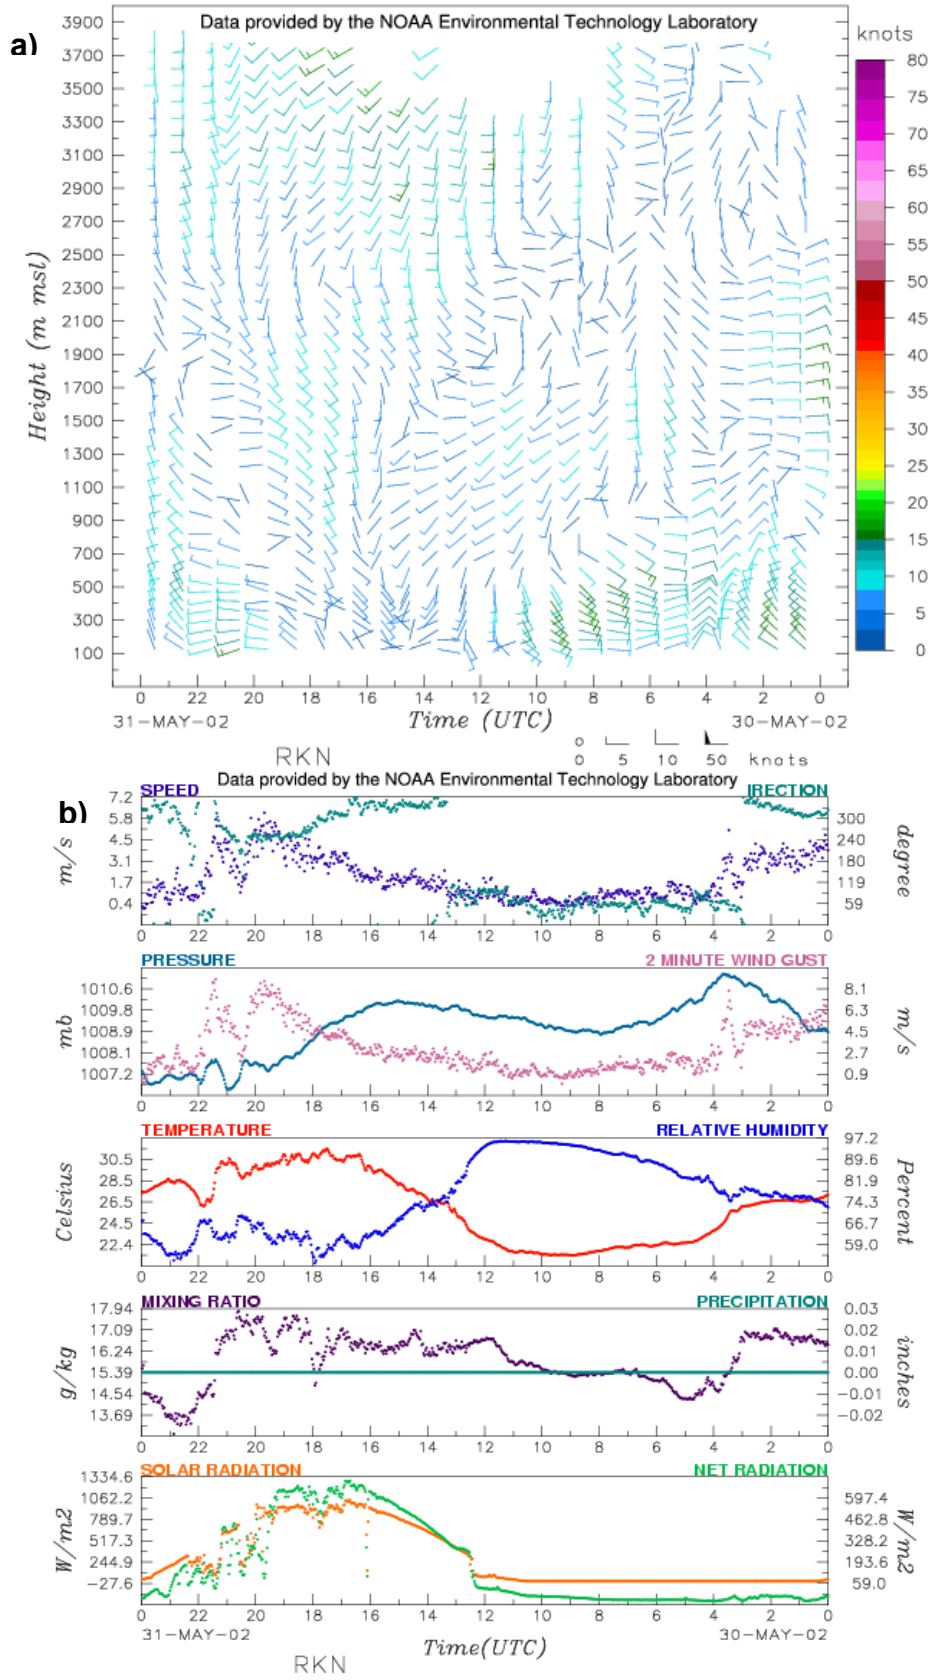 a)
Data provided by the NOAA Environmental Technology Laboratory
knots
Height (m msl)
3900
3700
3500
3300
3100
2900
2700
2500
2300
2100
1900
1700
1500
1300
1100
900
700
500
300
100
80
75
70
65
60
55
50
45
40
35
30
25
20
15
10
5
0
0 22 20 18 16 14 12 10 8 6 4 2 0
31-MAY-02 Time (UTC) 30-MAY-02
RKN
0 5 10 50 knots
Data provided by the NOAA Environmental Technology Laboratory
b)
SPEED IRECTION
m/s
7.2
5.8
4.5
3.1
1.7
0.4
300
240
180
119
59
degree
0 22 20 18 16 14 12 10 8 6 4 2 0
PRESSURE 2 MINUTE WIND GUST
mb
1010.6
1009.8
1008.9
1008.1
1007.2
8.1
6.3
4.5
2.7
0.9
m/s
0 22 20 18 16 14 12 10 8 6 4 2 0
TEMPERATURE RELATIVE HUMIDITY
Celsius
30.5
28.5
26.5
24.5
22.4
97.2
89.6
81.9
74.3
66.7
59.0
Percent
0 22 20 18 16 14 12 10 8 6 4 2 0
MIXING RATIO PRECIPITATION
g/kg
17.94
17.09
16.24
15.39
14.54
13.69
0.03
0.02
0.01
0.00
-0.01
-0.02
inches
0 22 20 18 16 14 12 10 8 6 4 2 0
SOLAR RADIATION NET RADIATION
W/m2
1334.6
1062.2
789.7
517.3
244.9
-27.6
597.4
462.8
328.2
193.6
59.0
W/m2
0 22 20 18 16 14 12 10 8 6 4 2 0
31-MAY-02 Time(UTC) 30-MAY-02
RKN